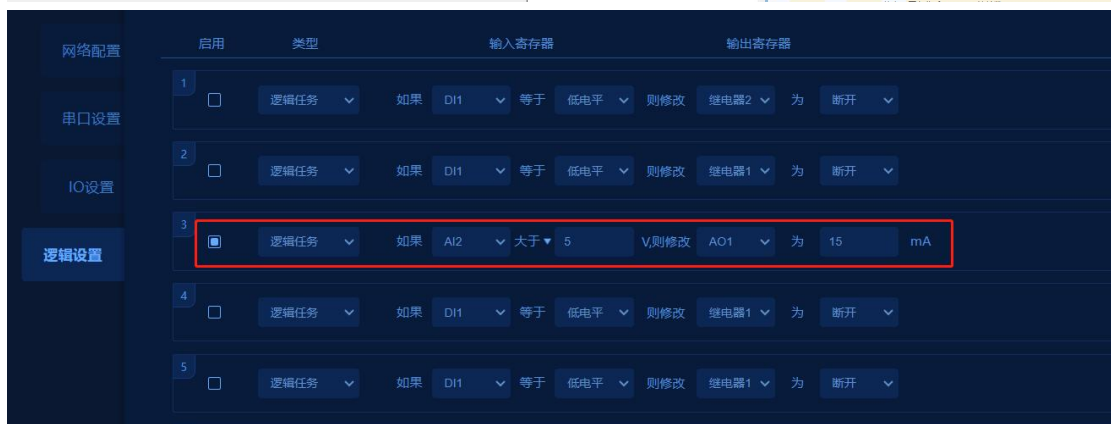 网络配置
串口设置
IO设置
逻辑设置
启用 类型 输入寄存器 输出寄存器
1
逻辑任务 如果 DI1 等于 低电平 则修改 继电器2 为 断开
2
逻辑任务 如果 DI1 等于 低电平 则修改 继电器1 为 断开
3
逻辑任务 如果 AI2 大于 5 V,则修改 AO1 为 15 mA
4
逻辑任务 如果 DI1 等于 低电平 则修改 继电器1 为 断开
5
逻辑任务 如果 DI1 等于 低电平 则修改 继电器1 为 断开